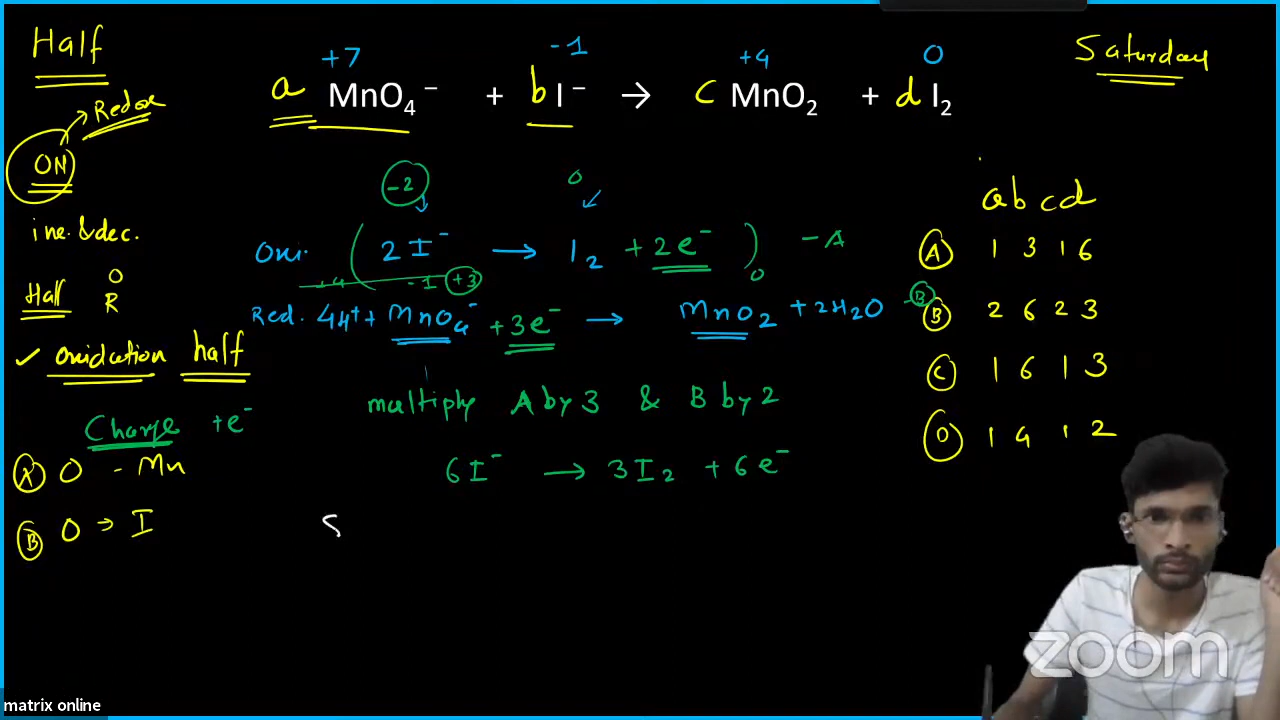 Half
Saturday
+7 -1 +4 0
a MnO4⁻ + b I⁻ → c MnO2 + d I2
→ Redox
ON
inc. & dec.
Half O
R
✓ Oxidation half
Charge +e⁻
A O - Mn
B O → I
-2 0
Oxi. ( 2I⁻ → I2 + 2e⁻ ) - A
0
+4 -1 +3
Red. 4H⁺ + MnO4⁻ + 3e⁻ → MnO2 + 2H2O - B
multiply A by 3 & B by 2
6I⁻ → 3I2 + 6e⁻
a b c d
A 1 3 1 6
B 2 6 2 3
C 1 6 1 3
D 1 4 1 2
zoom
matrix online